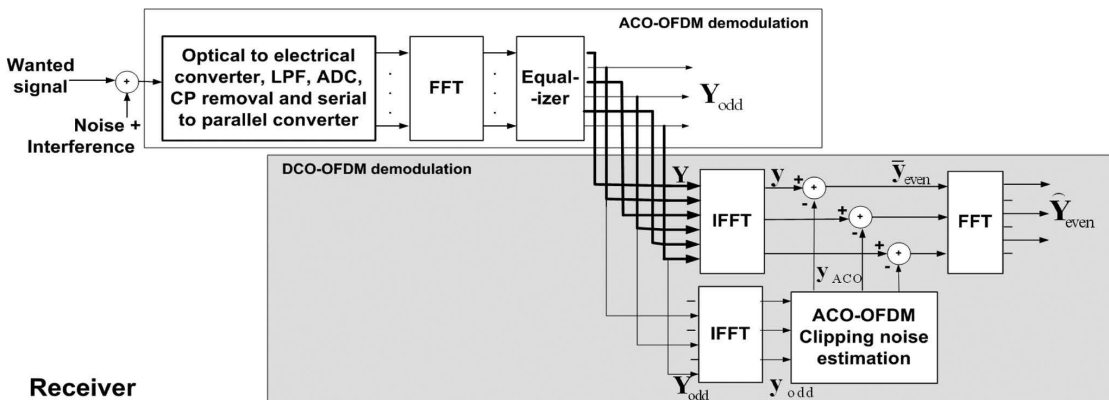 ACO-OFDM demodulation
Wanted
signal
+
Noise +
Interference
Optical to electrical
converter, LPF, ADC,
CP removal and serial
to parallel converter
FFT
Equal-
-izer
Y odd
DCO-OFDM demodulation
Y
IFFT
y
+
-
+
+
-
+
+
-
+
y̅ even
FFT
Ŷ even
y ACO
IFFT
ACO-OFDM
Clipping noise
estimation
Y odd
y odd
Receiver